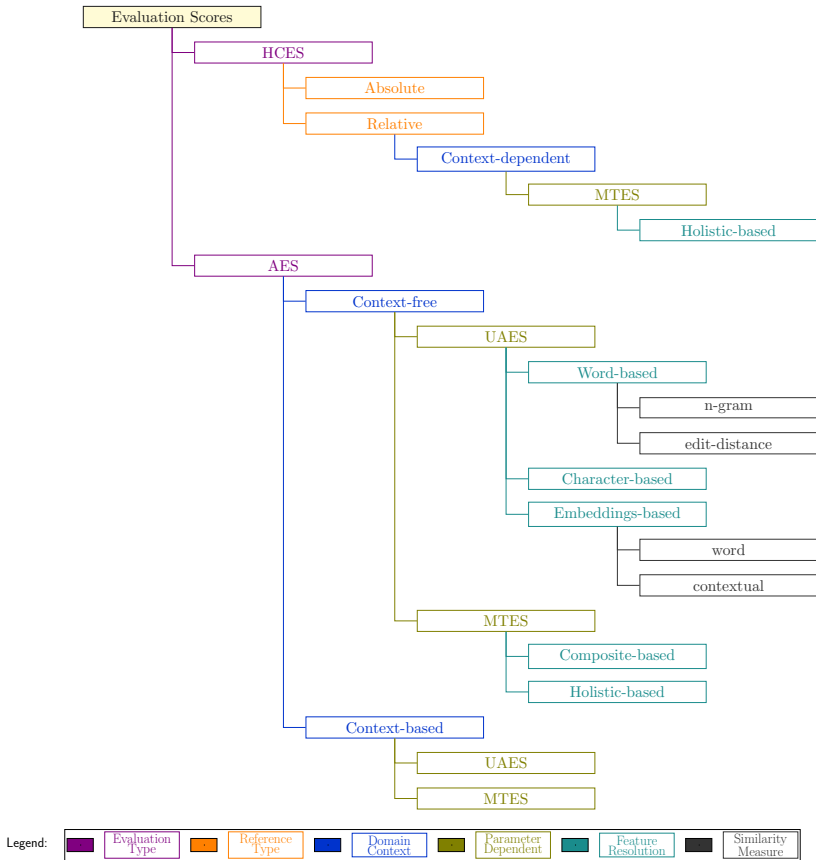 Evaluation Scores
HCES
Absolute
Relative
Context-dependent
MTES
Holistic-based
AES
Context-free
UAES
Word-based
n-gram
edit-distance
Character-based
Embeddings-based
word
contextual
MTES
Composite-based
Holistic-based
Context-based
UAES
MTES
Legend:
Evaluation
Type
Reference
Type
Domain
Context
Parameter
Dependent
Feature
Resolution
Similarity
Measure